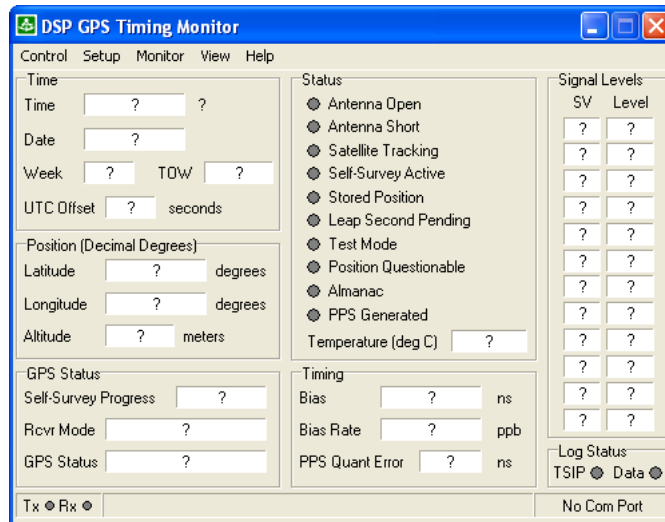 DSP GPS Timing Monitor
Control Setup Monitor View Help
Time
Time ? ?
Date ?
Week ? TOW ?
UTC Offset ? seconds
Position (Decimal Degrees)
Latitude ? degrees
Longitude ? degrees
Altitude ? meters
GPS Status
Self-Survey Progress ?
Rcvr Mode ?
GPS Status ?
Status
Antenna Open
Antenna Short
Satellite Tracking
Self-Survey Active
Stored Position
Leap Second Pending
Test Mode
Position Questionable
Almanac
PPS Generated
Temperature (deg C) ?
Timing
Bias ? ns
Bias Rate ? ppb
PPS Quant Error ? ns
Signal Levels
SV Level
? ?
? ?
? ?
? ?
? ?
? ?
? ?
? ?
? ?
? ?
? ?
? ?
Log Status
TSIP Data
Tx Rx
No Com Port